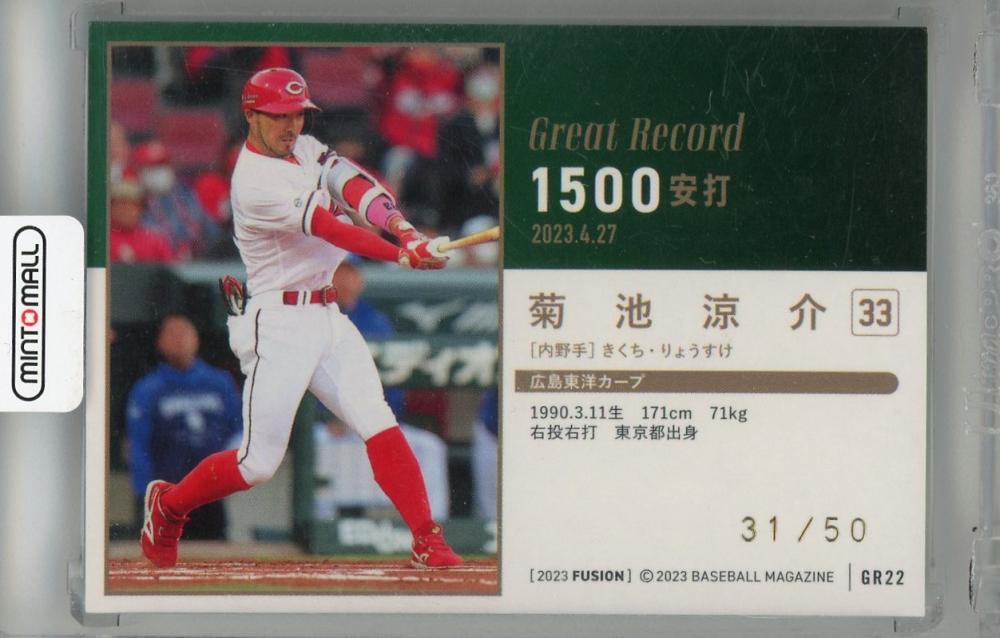 Great Record
1500安打
2023.4.27
菊池涼介 33
[内野手] きくち・りょうすけ
広島東洋カープ
1990.3.11生 171cm 71kg
右投右打 東京都出身
31/50
[2023 FUSION] ©2023 BASEBALL MAGAZINE GR22
MINTOMALL
C
ディオ